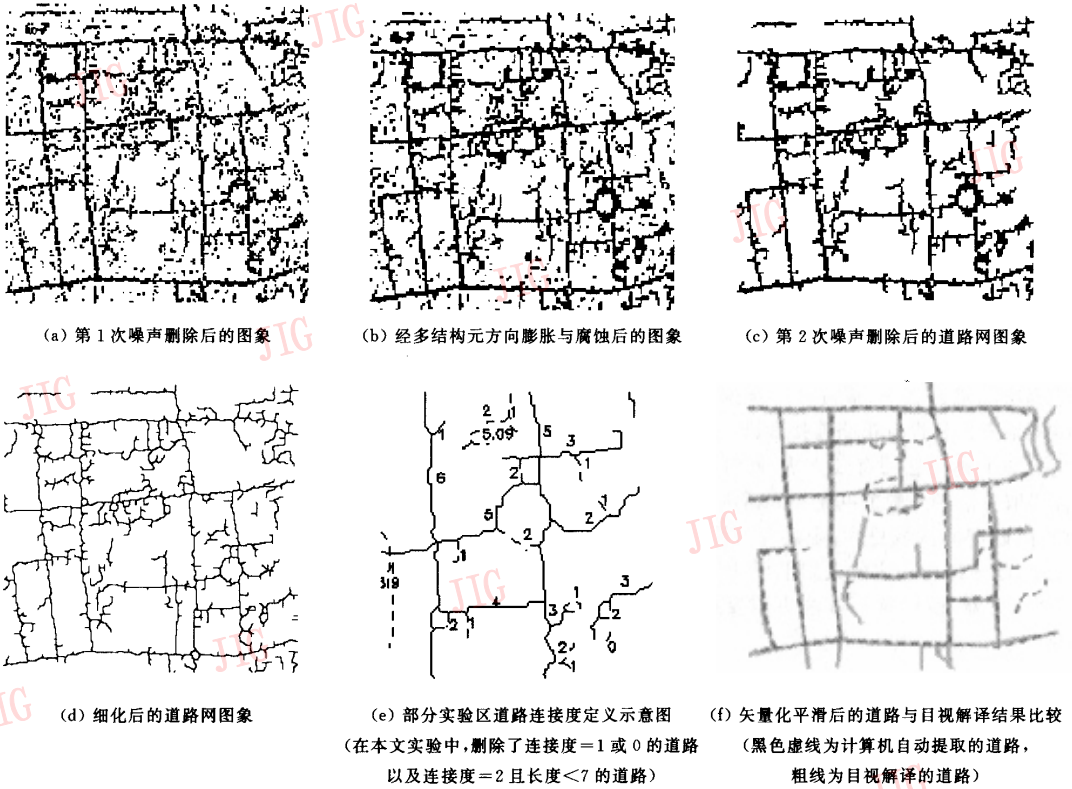 JIG
JIG
(a) 第 1 次噪声删除后的图象
(b) 经多结构元方向膨胀与腐蚀后的图象
(c) 第 2 次噪声删除后的道路网图象
JIG
JIG
JIG
JIG
JIG
2
5.09
1
5
3
1
6
2
1
5
2
2
1
319
4
3
1
2
1
3
2
0
2
1
JIG
JIG
JIG
JIG
JIG
(d) 细化后的道路网图象
(e) 部分实验区道路连接度定义示意图
(在本文实验中,删除了连接度=1 或 0 的道路
以及连接度=2 且长度<7 的道路)
(f) 矢量化平滑后的道路与目视解译结果比较
(黑色虚线为计算机自动提取的道路,
粗线为目视解译的道路)
JIG